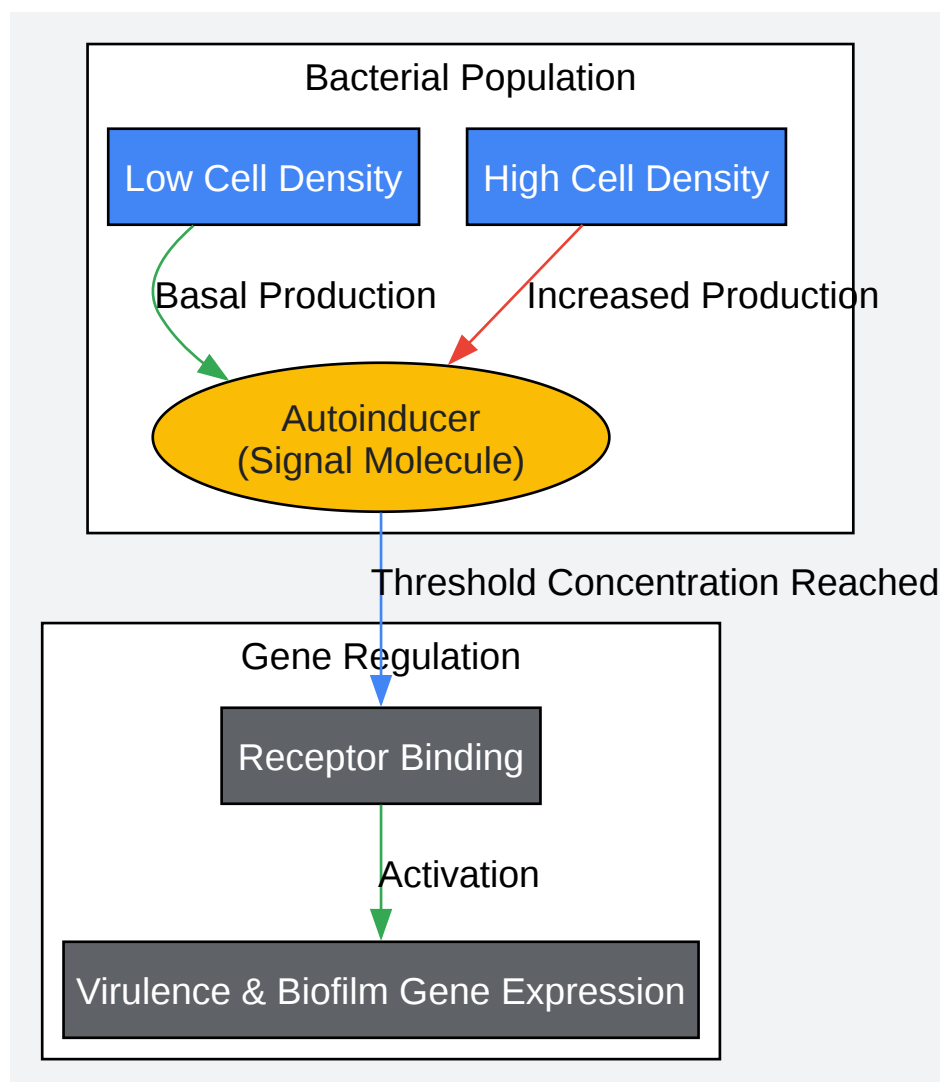 Bacterial Population
Low Cell Density
High Cell Density
Basal Production
Increased Production
Autoinducer
(Signal Molecule)
Threshold Concentration Reached
Gene Regulation
Receptor Binding
Activation
Virulence & Biofilm Gene Expression